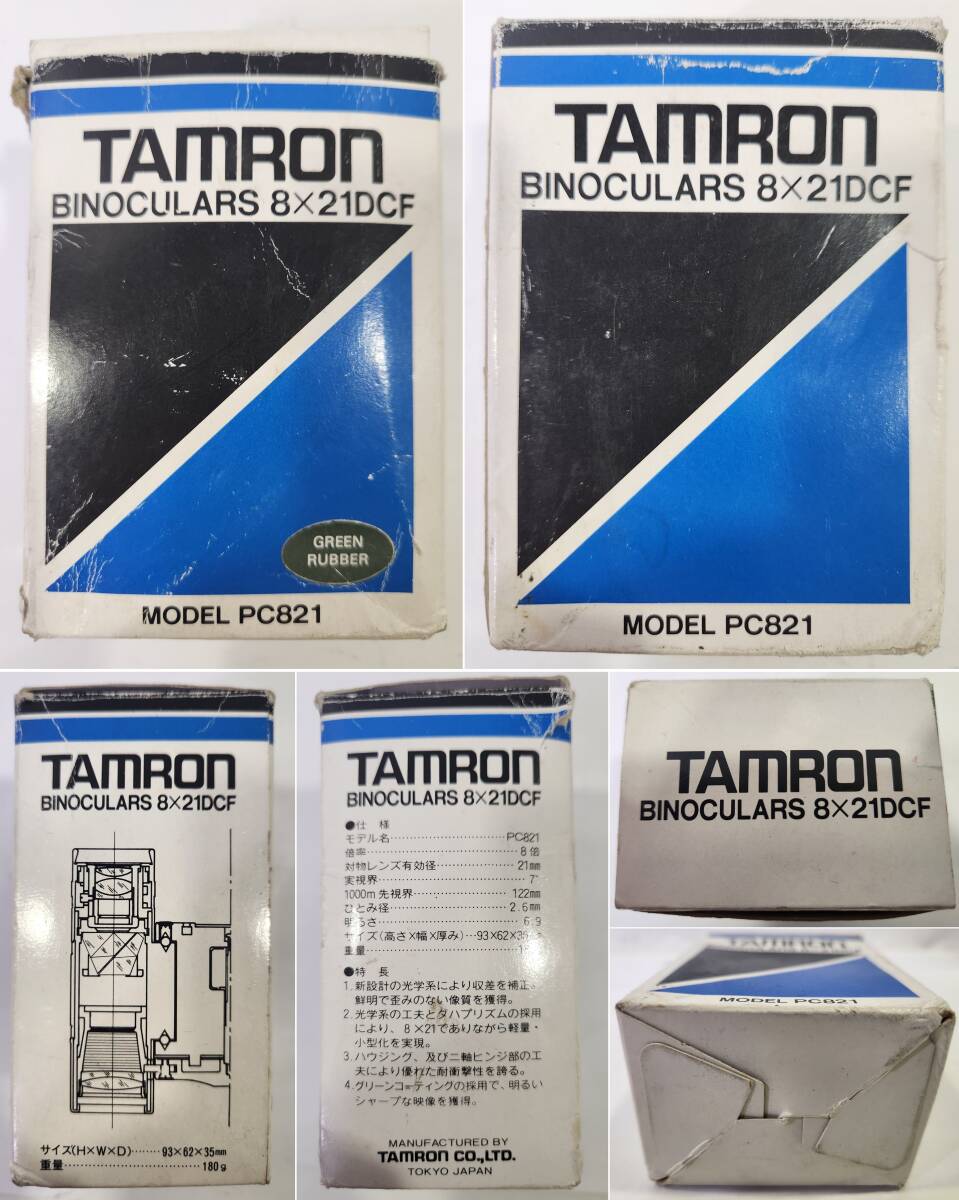 TAMRON
BINOCULARS 8×21DCF
GREEN
RUBBER
MODEL PC821
TAMRON
BINOCULARS 8×21DCF
MODEL PC821
TAMRON
BINOCULARS 8×21DCF
サイズ(H×W×D)……93×62×35mm
重量……180g
TAMRON
BINOCULARS 8×21DCF
●仕 様
モデル名……PC821
倍率……8倍
対物レンズ有効径……21mm
実視界……7°
1000m先視界……122mm
ひとみ径……2.6mm
明るさ……6.9
サイズ(高さ×幅×厚み)…93×62×35
重量……
●特 長
1. 新設計の光学系により収差を補正。
鮮明で歪みのない像質を獲得。
2. 光学系の工夫とダハプリズムの採用
により、8×21でありながら軽量・
小型化を実現。
3. ハウジング、及び二軸ヒンジ部の工
夫により優れた耐衝撃性を誇る。
4. グリーンコーティングの採用で、明るい
シャープな映像を獲得。
MANUFACTURED BY
TAMRON CO.,LTD.
TOKYO JAPAN
TAMRON
BINOCULARS 8×21DCF
TAMRON
MODEL PC821